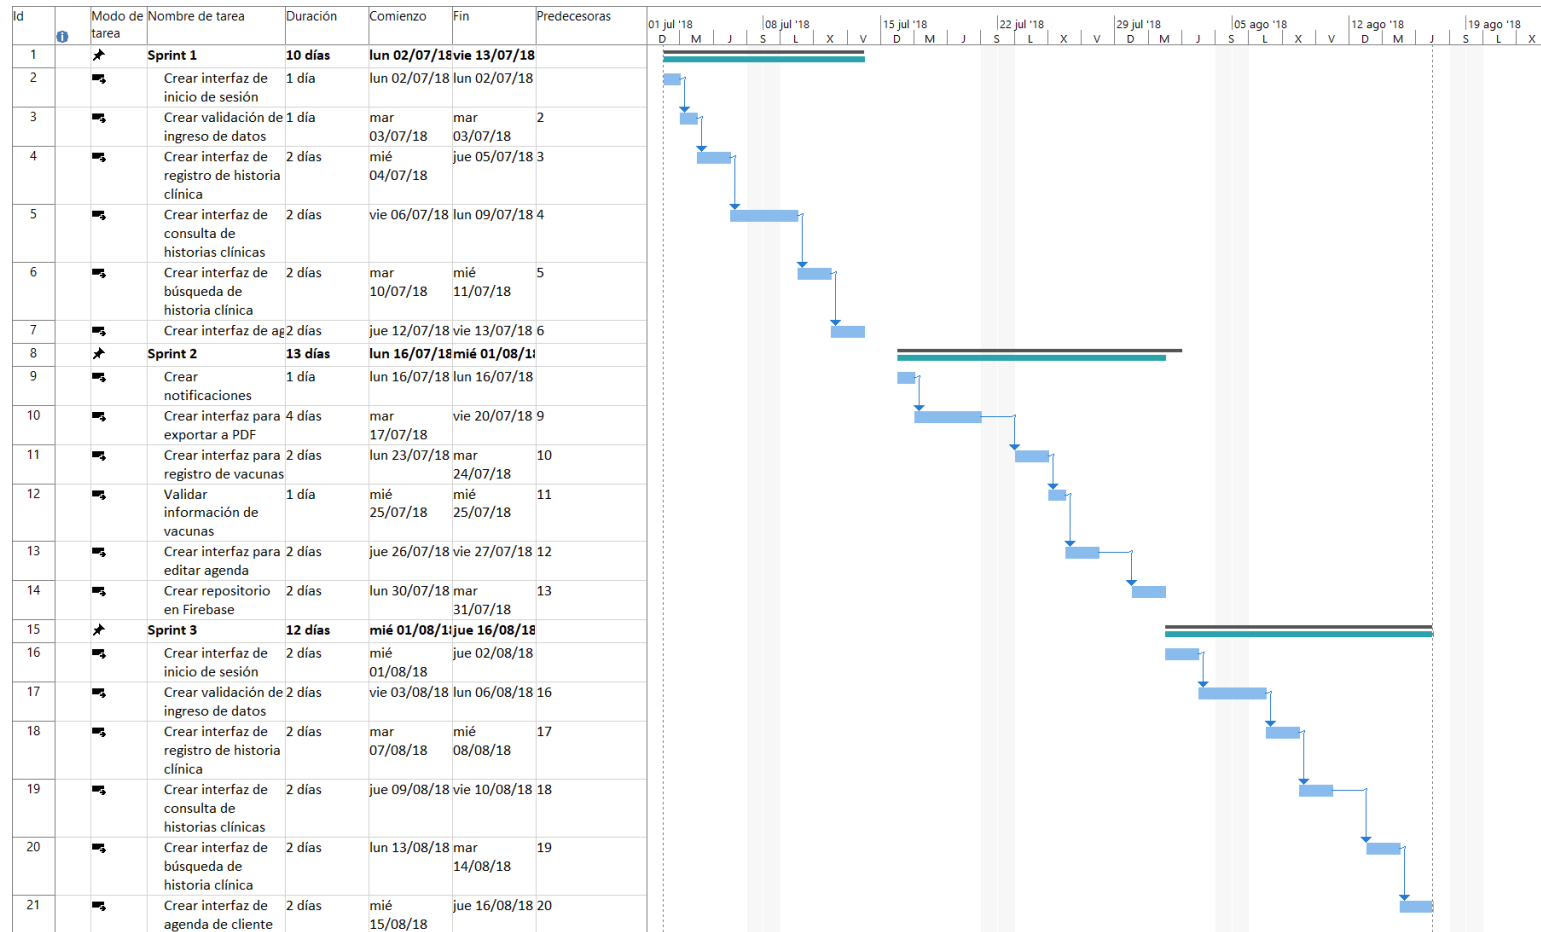 Id Modo de tarea Nombre de tarea Duración Comienzo Fin Predecesoras
01 jul '18 08 jul '18 15 jul '18 22 jul '18 29 jul '18 05 ago '18 12 ago '18 19 ago '18
D M J S L X V D M J S L X V D M J S L X V D M J S L X
1 Sprint 1 10 días lun 02/07/18 vie 13/07/18
2 Crear interfaz de inicio de sesión 1 día lun 02/07/18 lun 02/07/18
3 Crear validación de ingreso de datos 1 día mar 03/07/18 mar 03/07/18 2
4 Crear interfaz de registro de historia clínica 2 días mié 04/07/18 jue 05/07/18 3
5 Crear interfaz de consulta de historias clínicas 2 días vie 06/07/18 lun 09/07/18 4
6 Crear interfaz de búsqueda de historia clínica 2 días mar 10/07/18 mié 11/07/18 5
7 Crear interfaz de ag 2 días jue 12/07/18 vie 13/07/18 6
8 Sprint 2 13 días lun 16/07/18 mié 01/08/18
9 Crear notificaciones 1 día lun 16/07/18 lun 16/07/18
10 Crear interfaz para exportar a PDF 4 días mar 17/07/18 vie 20/07/18 9
11 Crear interfaz para registro de vacunas 2 días lun 23/07/18 mar 24/07/18 10
12 Validar información de vacunas 1 día mié 25/07/18 mié 25/07/18 11
13 Crear interfaz para editar agenda 2 días jue 26/07/18 vie 27/07/18 12
14 Crear repositorio en Firebase 2 días lun 30/07/18 mar 31/07/18 13
15 Sprint 3 12 días mié 01/08/18 jue 16/08/18
16 Crear interfaz de inicio de sesión 2 días mié 01/08/18 jue 02/08/18
17 Crear validación de ingreso de datos 2 días vie 03/08/18 lun 06/08/18 16
18 Crear interfaz de registro de historia clínica 2 días mar 07/08/18 mié 08/08/18 17
19 Crear interfaz de consulta de historias clínicas 2 días jue 09/08/18 vie 10/08/18 18
20 Crear interfaz de búsqueda de historia clínica 2 días lun 13/08/18 mar 14/08/18 19
21 Crear interfaz de agenda de cliente 2 días mié 15/08/18 jue 16/08/18 20